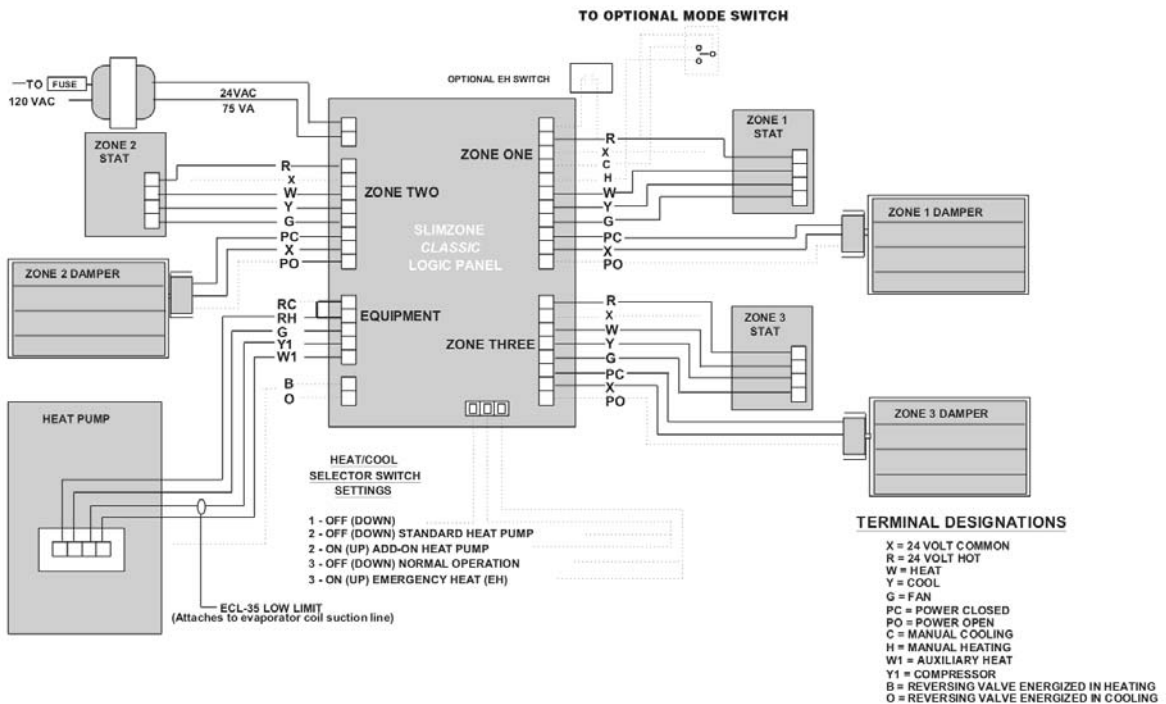 TO OPTIONAL MODE SWITCH
TO FUSE
120 VAC
24VAC
75 VA
OPTIONAL EH SWITCH
ZONE 2
STAT
R
X
W
Y
G
PC
X
PO
ZONE 2 DAMPER
ZONE TWO
ZONE ONE
SLIMZONE
CLASSIC
LOGIC PANEL
R
X
C
H
W
Y
G
PC
X
PO
ZONE 1
STAT
ZONE 1 DAMPER
RC
RH
G
Y1
W1
B
O
EQUIPMENT
ZONE THREE
R
X
W
Y
G
PC
X
PO
ZONE 3
STAT
ZONE 3 DAMPER
HEAT PUMP
HEAT/COOL
SELECTOR SWITCH
SETTINGS
1 - OFF (DOWN)
2 - OFF (DOWN) STANDARD HEAT PUMP
2 - ON (UP) ADD-ON HEAT PUMP
3 - OFF (DOWN) NORMAL OPERATION
3 - ON (UP) EMERGENCY HEAT (EH)
ECL-35 LOW LIMIT
(Attaches to evaporator coil suction line)
TERMINAL DESIGNATIONS
X = 24 VOLT COMMON
R = 24 VOLT HOT
W = HEAT
Y = COOL
G = FAN
PC = POWER CLOSED
PO = POWER OPEN
C = MANUAL COOLING
H = MANUAL HEATING
W1 = AUXILIARY HEAT
Y1 = COMPRESSOR
B = REVERSING VALVE ENERGIZED IN HEATING
O = REVERSING VALVE ENERGIZED IN COOLING